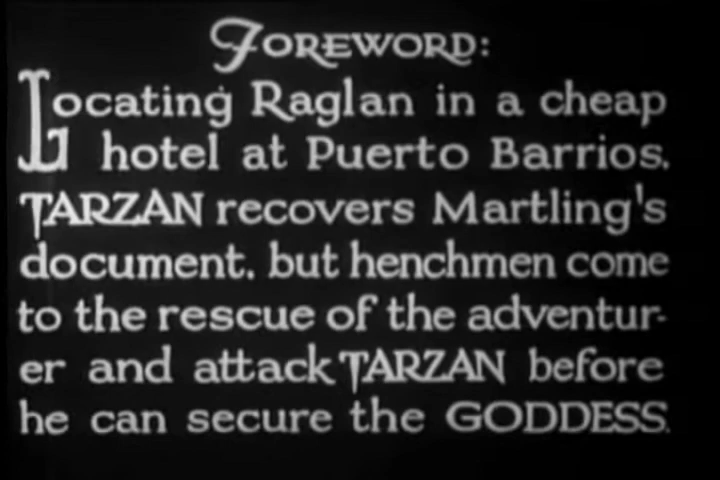 FOREWORD:
Locating Raglan in a cheap
hotel at Puerto Barrios.
TARZAN recovers Martling's
document. but henchmen come
to the rescue of the adventur-
er and attack TARZAN before
he can secure the GODDESS.